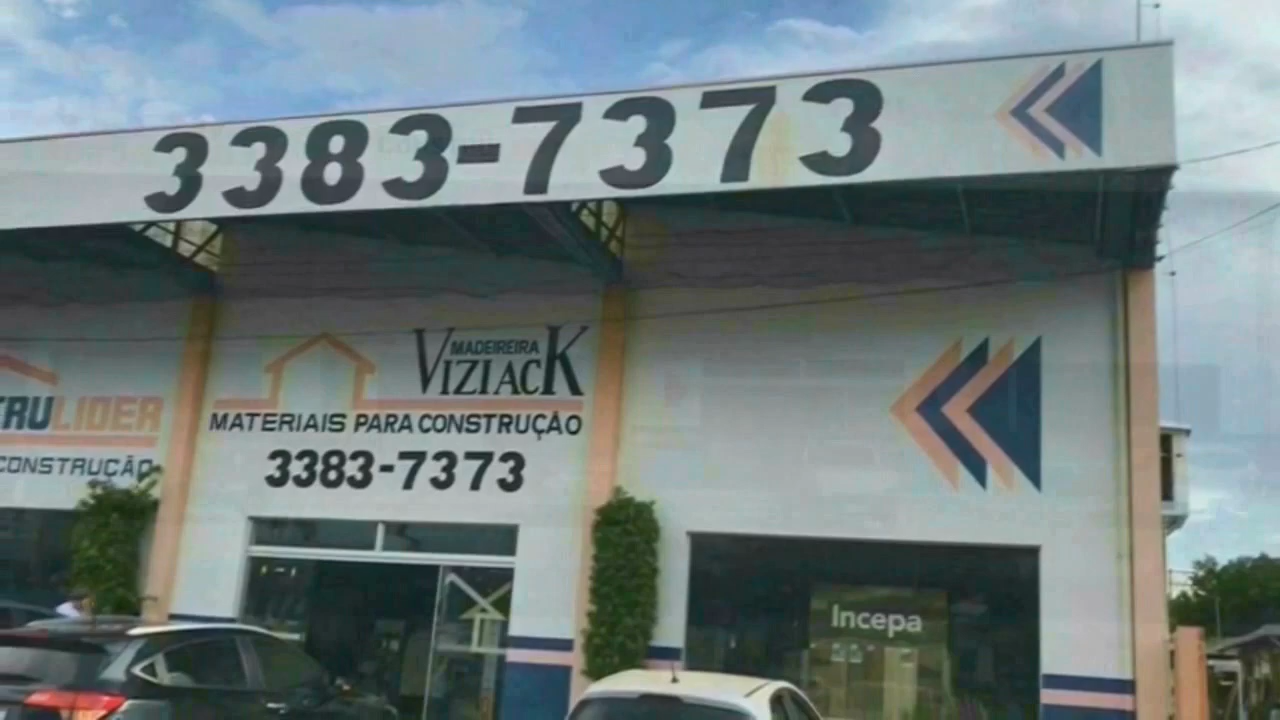 3383-7373
MADEIREIRA
VIZIACK
MATERIAIS PARA CONSTRUÇÃO
3383-7373
TRULIDER
CONSTRUÇÃO
Incepa